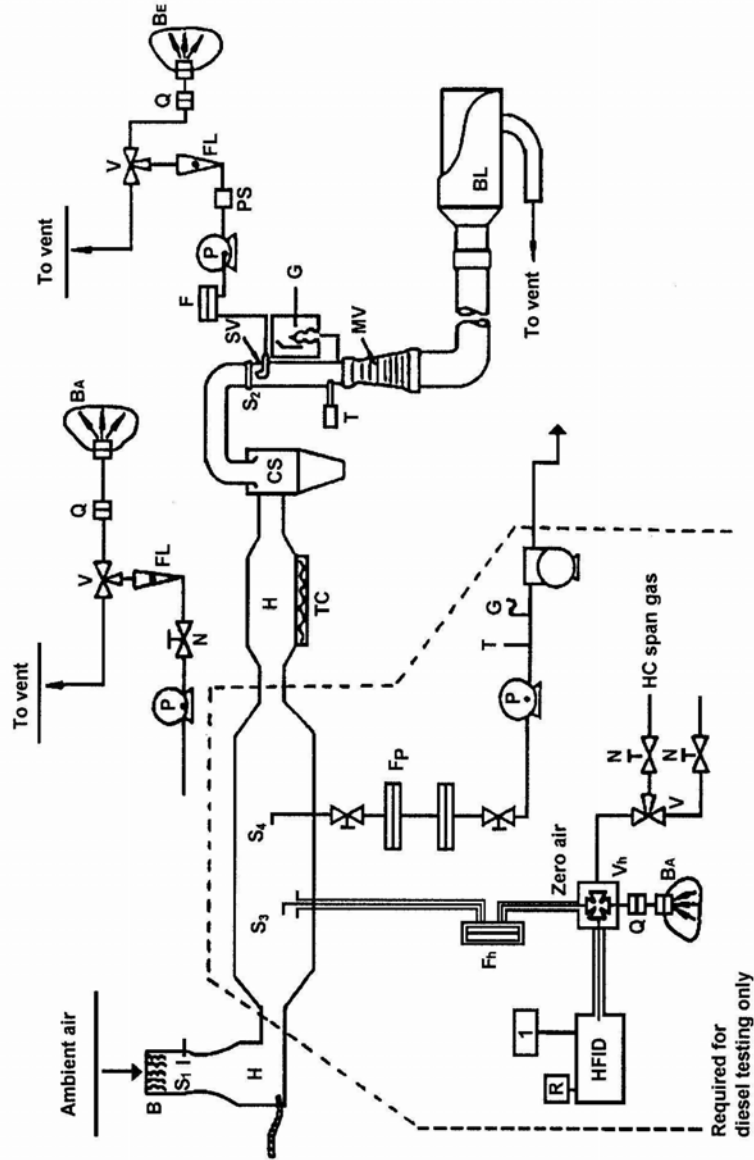 Ambient air
To vent
To vent
B
S1
H
V
Q
BA
FL
N
P
V
Q
BE
FL
PS
P
F
SV
G
S2
T
MV
BL
To vent
CS
H
TC
S3
S4
Fh
Fp
P
T
G
R
1
HFID
Zero air
Vh
Q
BA
V
N
N
HC span gas
Required for
diesel testing only